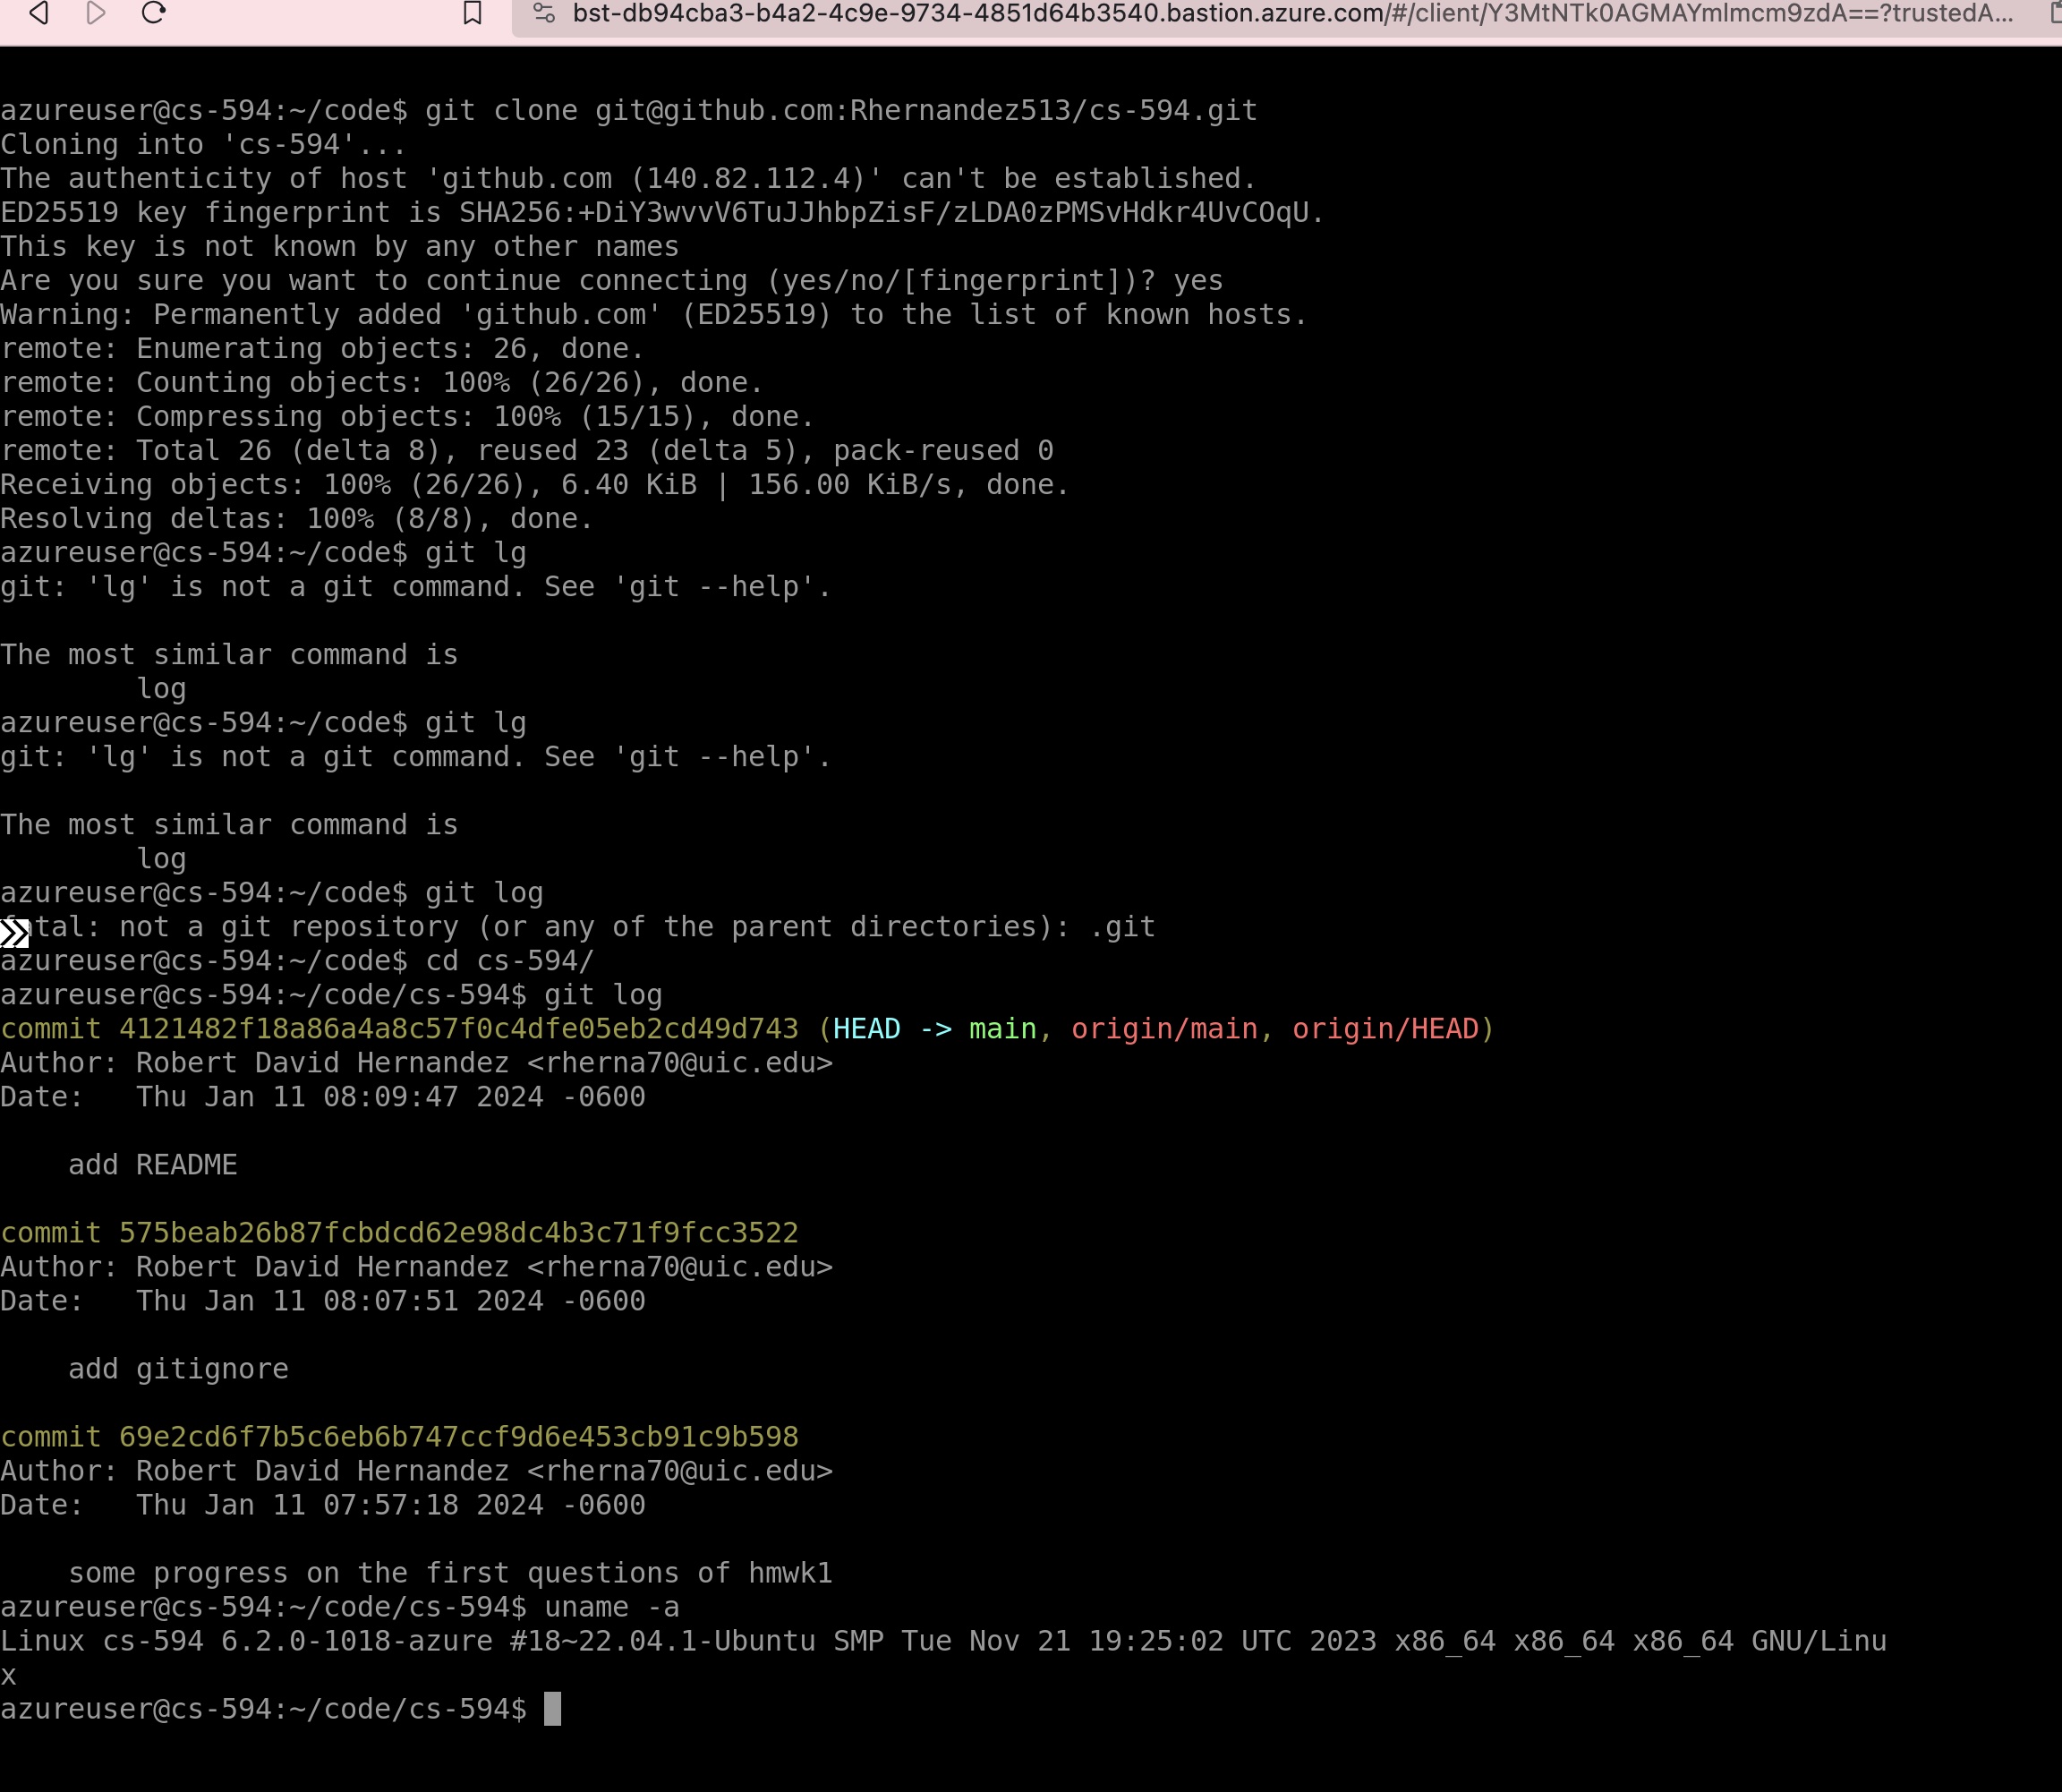 bst-db94cba3-b4a2-4c9e-9734-4851d64b3540.bastion.azure.com/#/client/Y3MtNTk0AGMAYmlmcm9zdA==?trustedA...
azureuser@cs-594:~/code$ git clone git@github.com:Rhernandez513/cs-594.git
Cloning into 'cs-594'...
The authenticity of host 'github.com (140.82.112.4)' can't be established.
ED25519 key fingerprint is SHA256:+DiY3wvvV6TuJJhbpZisF/zLDA0zPMSvHdkr4UvCOqU.
This key is not known by any other names
Are you sure you want to continue connecting (yes/no/[fingerprint])? yes
Warning: Permanently added 'github.com' (ED25519) to the list of known hosts.
remote: Enumerating objects: 26, done.
remote: Counting objects: 100% (26/26), done.
remote: Compressing objects: 100% (15/15), done.
remote: Total 26 (delta 8), reused 23 (delta 5), pack-reused 0
Receiving objects: 100% (26/26), 6.40 KiB | 156.00 KiB/s, done.
Resolving deltas: 100% (8/8), done.
azureuser@cs-594:~/code$ git lg
git: 'lg' is not a git command. See 'git --help'.
The most similar command is
log
azureuser@cs-594:~/code$ git lg
git: 'lg' is not a git command. See 'git --help'.
The most similar command is
log
azureuser@cs-594:~/code$ git log
fatal: not a git repository (or any of the parent directories): .git
azureuser@cs-594:~/code$ cd cs-594/
azureuser@cs-594:~/code/cs-594$ git log
commit 4121482f18a86a4a8c57f0c4dfe05eb2cd49d743 (HEAD -> main, origin/main, origin/HEAD)
Author: Robert David Hernandez <rherna70@uic.edu>
Date:   Thu Jan 11 08:09:47 2024 -0600
add README
commit 575beab26b87fcbdcd62e98dc4b3c71f9fcc3522
Author: Robert David Hernandez <rherna70@uic.edu>
Date:   Thu Jan 11 08:07:51 2024 -0600
add gitignore
commit 69e2cd6f7b5c6eb6b747ccf9d6e453cb91c9b598
Author: Robert David Hernandez <rherna70@uic.edu>
Date:   Thu Jan 11 07:57:18 2024 -0600
some progress on the first questions of hmwk1
azureuser@cs-594:~/code/cs-594$ uname -a
Linux cs-594 6.2.0-1018-azure #18~22.04.1-Ubuntu SMP Tue Nov 21 19:25:02 UTC 2023 x86_64 x86_64 x86_64 GNU/Linu
x
azureuser@cs-594:~/code/cs-594$